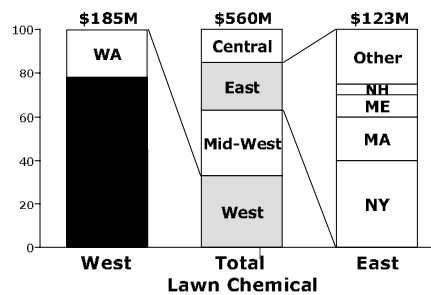 $185M $560M $123M
100
80
60
40
20
0
WA
Central
East
Mid-West
West
Other
NH
ME
MA
NY
West Total East
Lawn Chemical